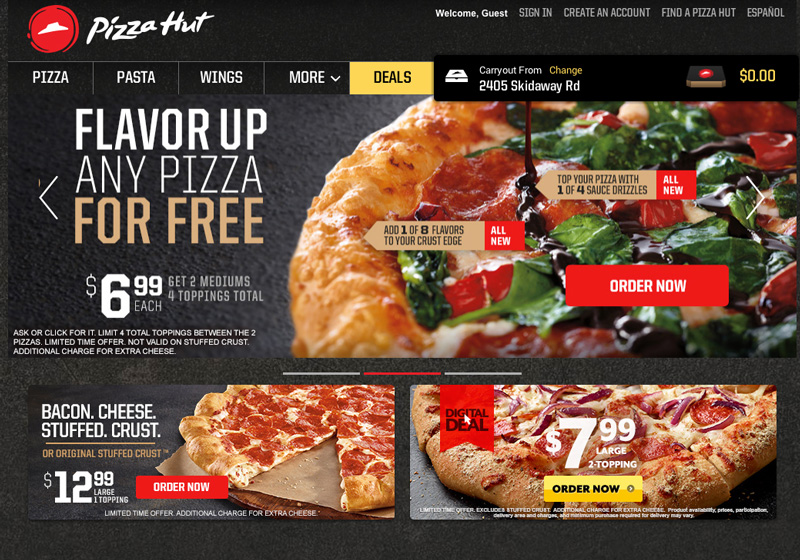 Pizza Hut
Welcome, Guest SIGN IN CREATE AN ACCOUNT FIND A PIZZA HUT ESPAÑOL
PIZZA PASTA WINGS MORE DEALS
Carryout From Change
2405 Skidaway Rd
$0.00
FLAVOR UP
ANY PIZZA
FOR FREE
TOP YOUR PIZZA WITH
1 OF 4 SAUCE DRIZZLES
ALL
NEW
ADD 1 OF 8 FLAVORS
TO YOUR CRUST EDGE
ALL
NEW
$6.99 EACH
GET 2 MEDIUMS
4 TOPPINGS TOTAL
ORDER NOW
ASK OR CLICK FOR IT. LIMIT 4 TOTAL TOPPINGS BETWEEN THE 2
PIZZAS. LIMITED TIME OFFER. NOT VALID ON STUFFED CRUST.
ADDITIONAL CHARGE FOR EXTRA CHEESE.
BACON. CHEESE.
STUFFED. CRUST.
OR ORIGINAL STUFFED CRUST™
$12.99
LARGE
1 TOPPING
ORDER NOW
LIMITED TIME OFFER. ADDITIONAL CHARGE FOR EXTRA CHEESE.
DIGITAL
DEAL
$7.99
LARGE
2-TOPPING
ORDER NOW
LIMITED TIME OFFER. EXCLUDES STUFFED CRUST. ADDITIONAL CHARGE FOR EXTRA CHEESE. Product availability, prices, participation,
delivery area and charges, and minimum purchase required for delivery may vary.